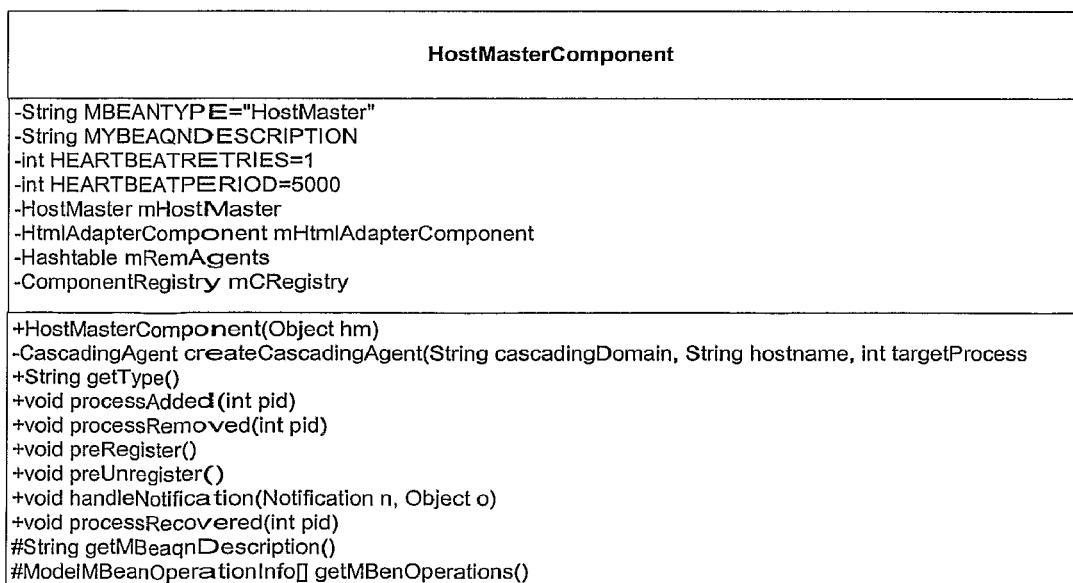 HostMasterComponent
-String MBEANTYPE="HostMaster"
-String MYBEAQNDESCRIPTION
-int HEARTBEATRETRIES=1
-int HEARTBEATPERIOD=5000
-HostMaster mHostMaster
-HtmlAdapterComponent mHtmlAdapterComponent
-Hashtable mRemAgents
-ComponentRegistry mCRegistry
+HostMasterComponent(Object hm)
-CascadingAgent createCascadingAgent(String cascadingDomain, String hostname, int targetProcess
+String getType()
+void processAdded(int pid)
+void processRemoved(int pid)
+void preRegister()
+void preUnregister()
+void handleNotification(Notification n, Object o)
+void processRecovered(int pid)
#String getMBeaqnDescription()
#ModelMBeanOperationInfo[] getMBenOperations()